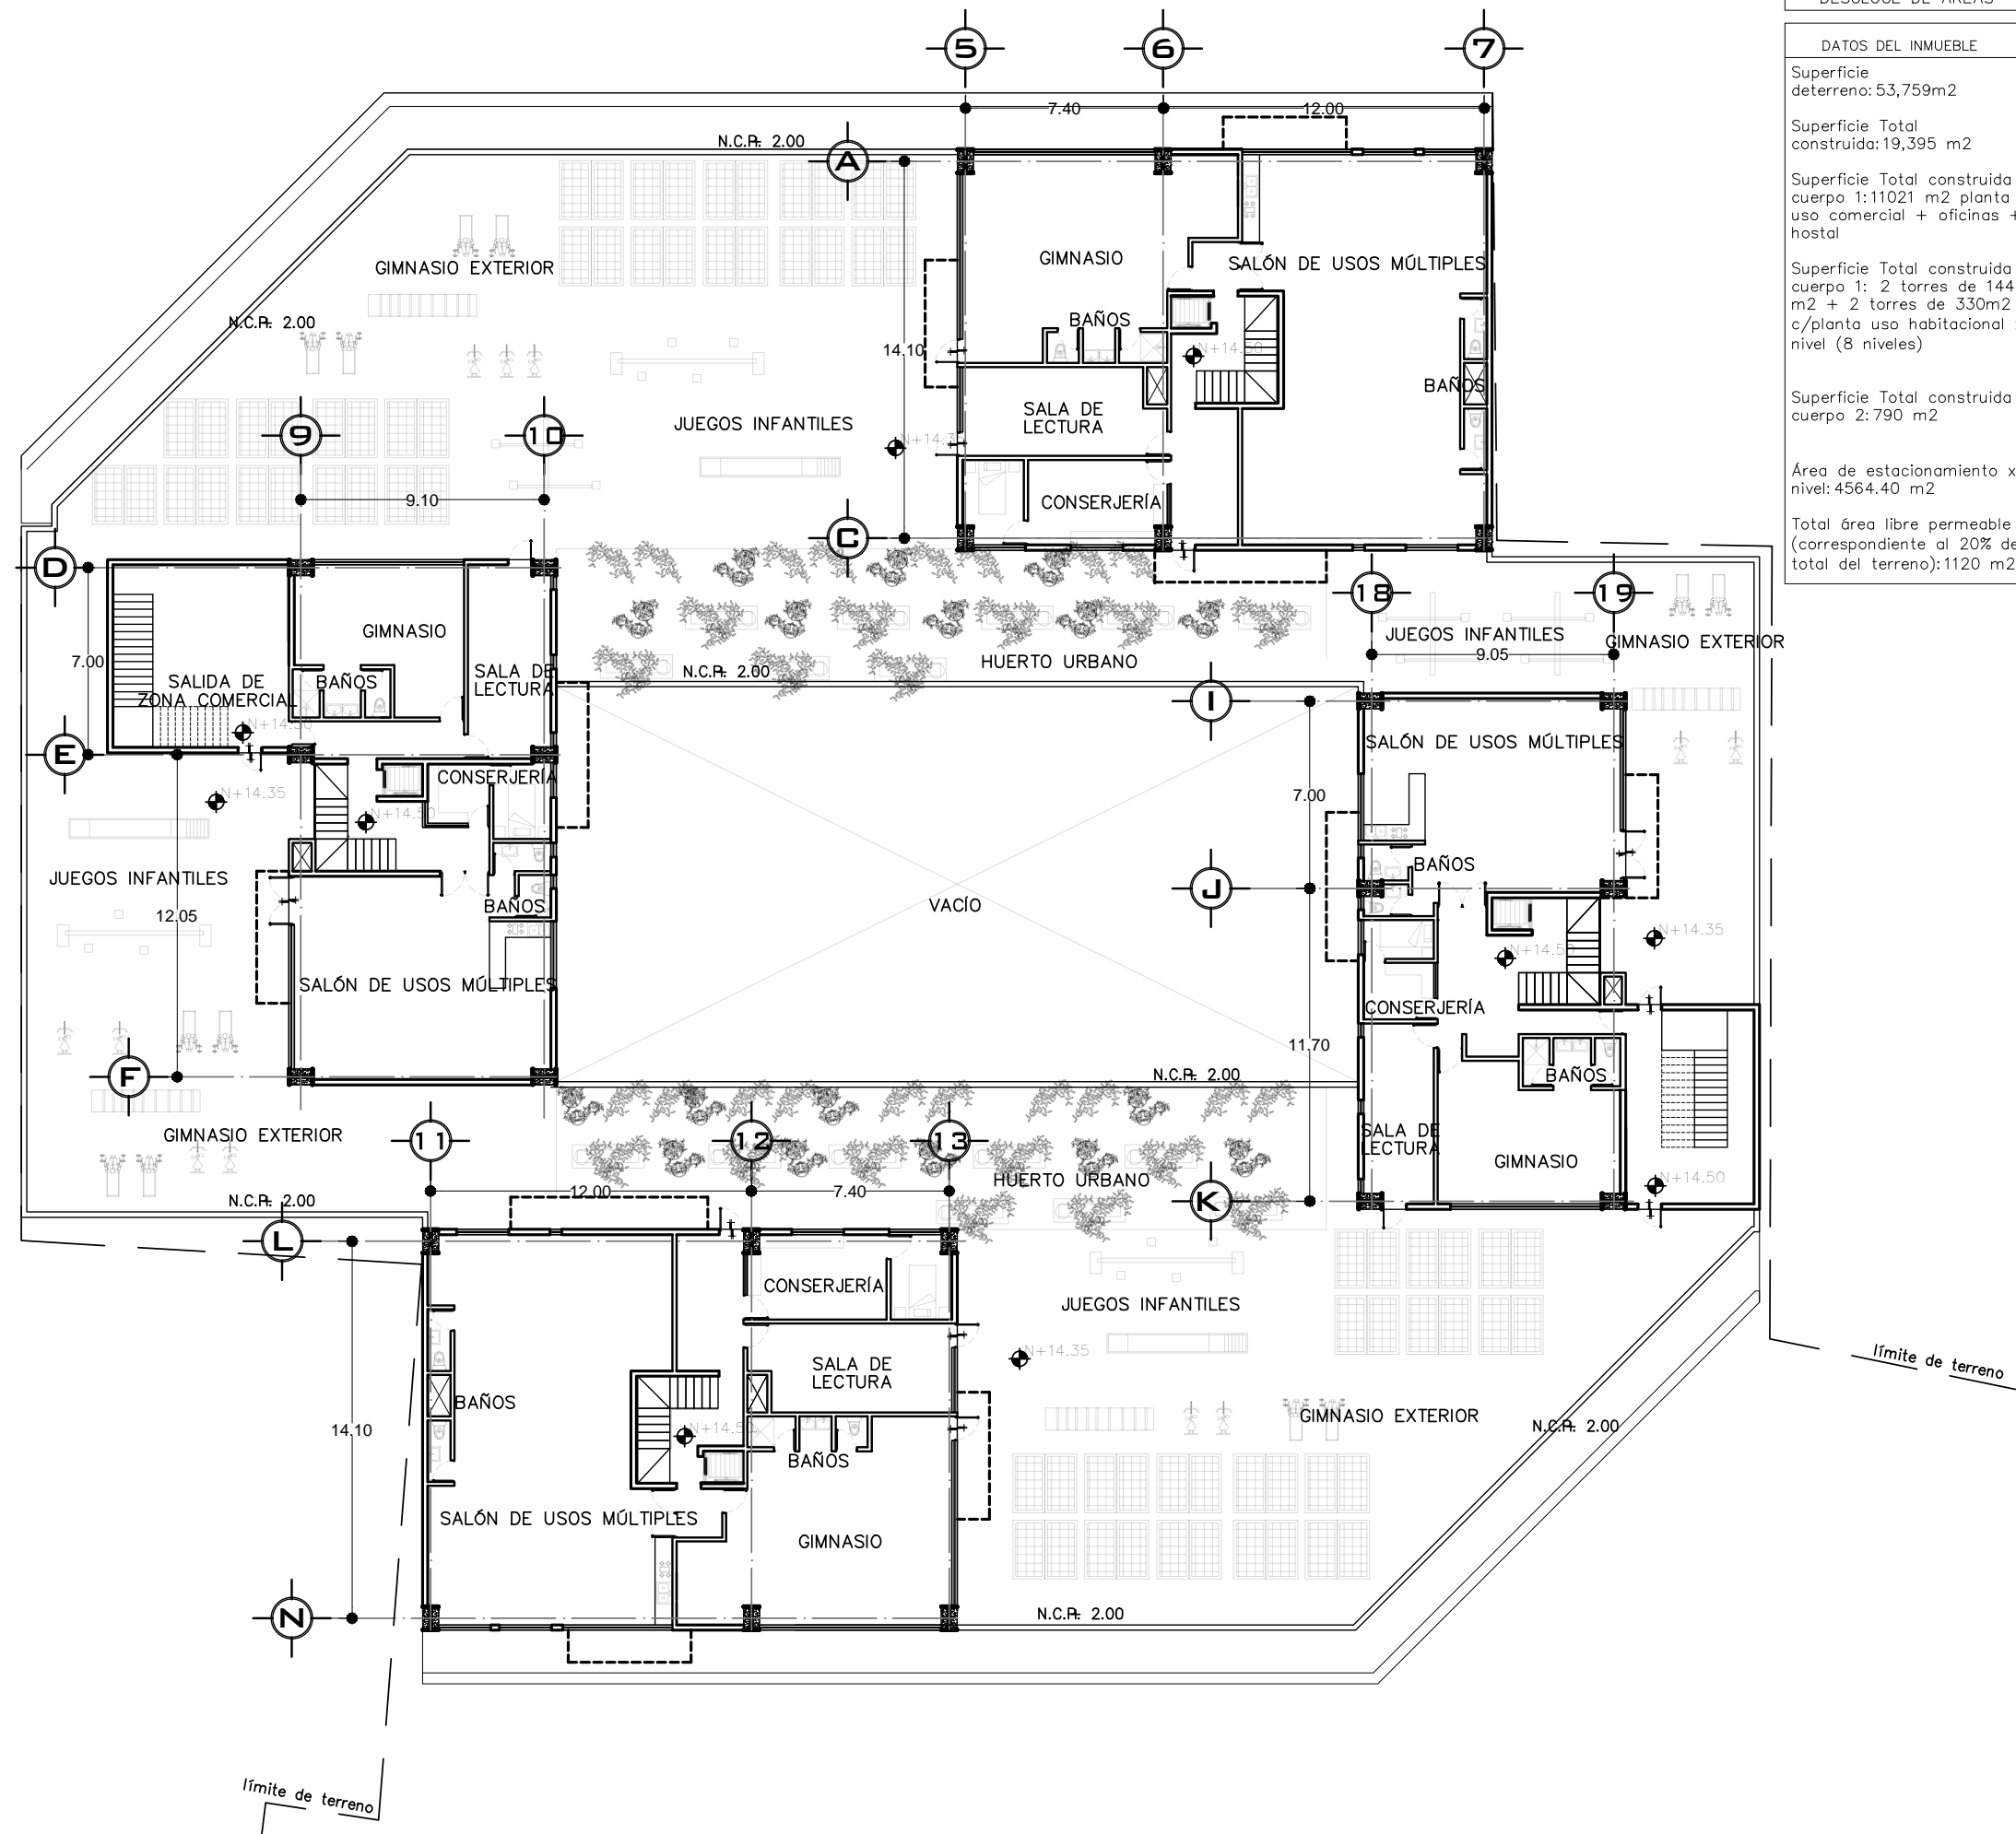 DATOS DEL INMUEBLE
Superficie
deterreno: 53,759m2
Superficie Total
construida: 19,395 m2
Superficie Total construida
cuerpo 1: 11021 m2 planta
uso comercial + oficinas +
hostal
Superficie Total construida
cuerpo 1: 2 torres de 144
m2 + 2 torres de 330m2
c/planta uso habitacional
nivel (8 niveles)
Superficie Total construida
cuerpo 2: 790 m2
Área de estacionamiento x
nivel: 4564.40 m2
Total área libre permeable
(correspondiente al 20% de
total del terreno): 1120 m2
5
6
7
7.40
12.00
N.C.P. 2.00
A
GIMNASIO EXTERIOR
GIMNASIO
SALÓN DE USOS MÚLTIPLES
N.C.P. 2.00
BAÑOS
14.10
N+14.50
BAÑOS
SALA DE
LECTURA
JUEGOS INFANTILES
N+14.35
9
10
9.10
CONSERJERÍA
C
D
7.00
GIMNASIO
SALA DE
LECTURA
SALIDA DE
ZONA COMERCIAL
BAÑOS
N+14.50
E
HUERTO URBANO
N.C.P. 2.00
18
19
JUEGOS INFANTILES
9.05
GIMNASIO EXTERIOR
I
SALÓN DE USOS MÚLTIPLES
7.00
CONSERJERÍA
N+14.35
N+14.50
JUEGOS INFANTILES
12.05
BAÑOS
VACÍO
J
BAÑOS
N+14.35
N+14.50
SALÓN DE USOS MÚLTIPLES
CONSERJERÍA
11.70
N.C.P. 2.00
F
BAÑOS
GIMNASIO EXTERIOR
11
12
13
SALA DE
LECTURA
GIMNASIO
HUERTO URBANO
N+14.50
K
12.00
7.40
N.C.P. 2.00
L
CONSERJERÍA
JUEGOS INFANTILES
N+14.35
límite de terreno
SALA DE
LECTURA
BAÑOS
14.10
N+14.50
GIMNASIO EXTERIOR
N.C.P. 2.00
BAÑOS
SALÓN DE USOS MÚLTIPLES
GIMNASIO
N
N.C.P. 2.00
límite de terreno